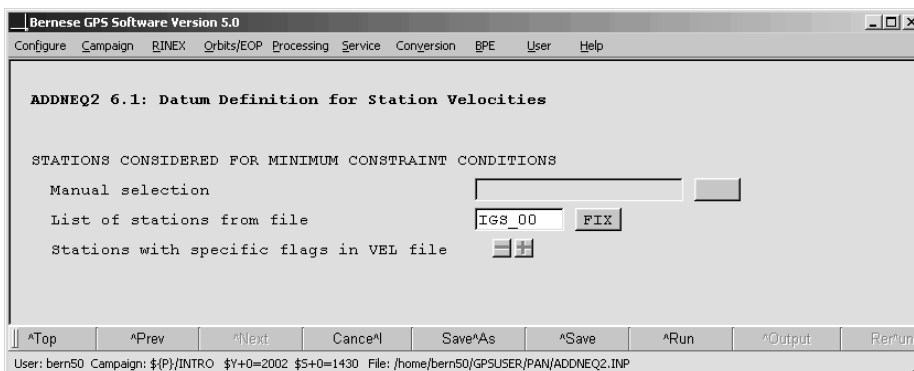 Bernese GPS Software Version 5.0
Configure Campaign RINEX Orbits/EOP Processing Service Conversion BPE User Help
ADDNEQ2 6.1: Datum Definition for Station Velocities
STATIONS CONSIDERED FOR MINIMUM CONSTRAINT CONDITIONS
Manual selection
List of stations from file IGS_00 FIX
Stations with specific flags in VEL file
^Top ^Prev ^Next Cance^l Save^As ^Save ^Run ^Output Rer^un
User: bern50 Campaign: ${P}/INTRO $Y+0=2002 $S+0=1430 File: /home/bern50/GPSUSER/PAN/ADDNEQ2.INP